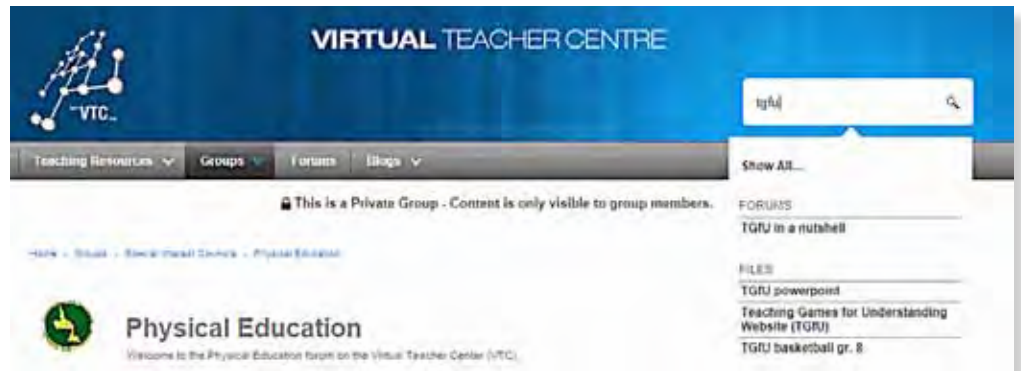 VIRTUAL TEACHER CENTRE
VTC
tgfu
Teaching Resources Groups Forums Blogs
Show All...
This is a Private Group - Content is only visible to group members.
FORUMS
TGfU in a nutshell
Home Groups Special Interest Councils Physical Education
FILES
TGfU powerpoint
Teaching Games for Understanding
Website (TGfU)
TGfU basketball gr. 8
Physical Education
Welcome to the Physical Education forum on the Virtual Teacher Center (VTC).